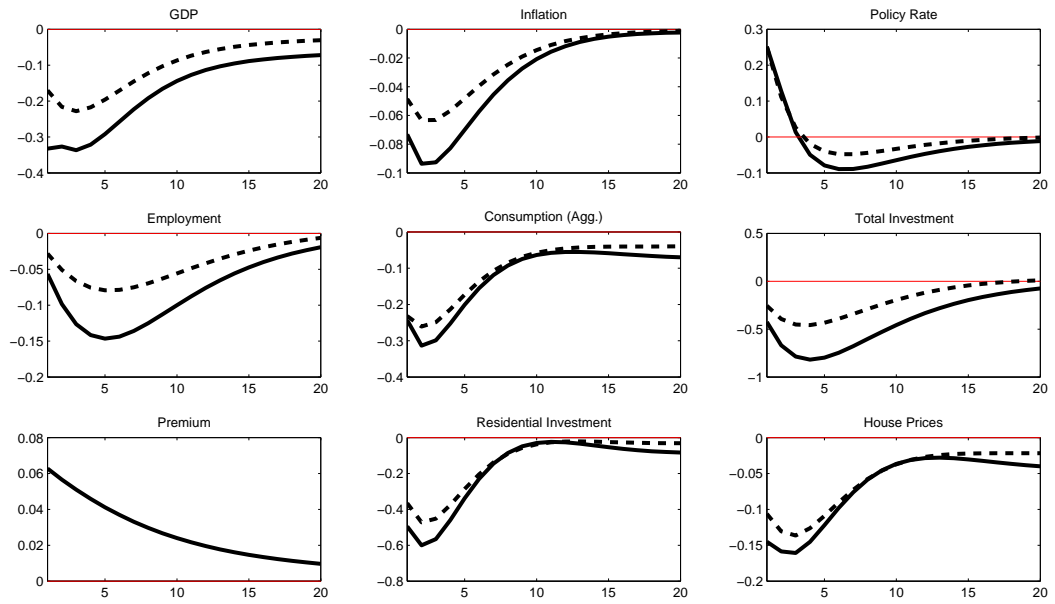 GDP
0
−0.1
−0.2
−0.3
−0.4
5 10 15 20
Inflation
0
−0.02
−0.04
−0.06
−0.08
−0.1
5 10 15 20
Policy Rate
0.3
0.2
0.1
0
−0.1
5 10 15 20
Employment
0
−0.05
−0.1
−0.15
−0.2
5 10 15 20
Consumption (Agg.)
0
−0.1
−0.2
−0.3
−0.4
5 10 15 20
Total Investment
0.5
0
−0.5
−1
5 10 15 20
Premium
0.08
0.06
0.04
0.02
0
5 10 15 20
Residential Investment
0
−0.2
−0.4
−0.6
−0.8
5 10 15 20
House Prices
0
−0.05
−0.1
−0.15
−0.2
5 10 15 20